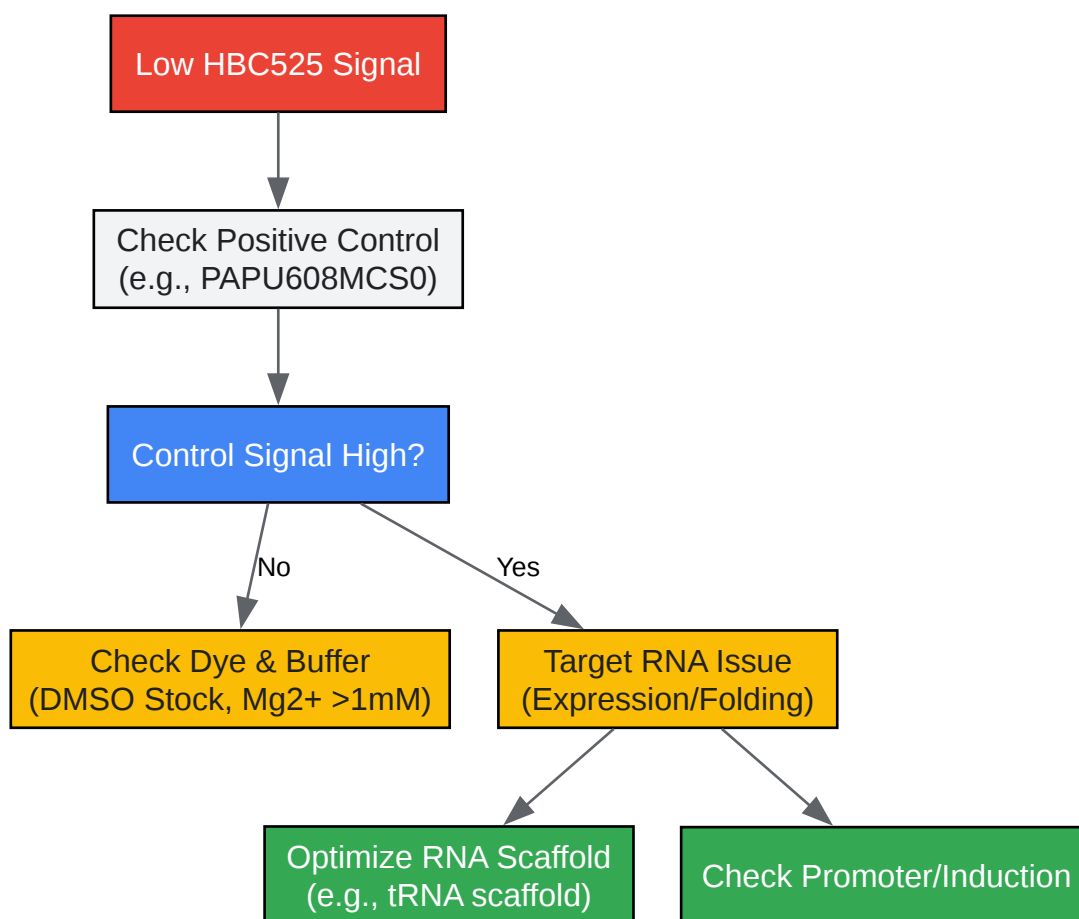 Low HBC525 Signal
Check Positive Control
(e.g., PAPU608MCS0)
Control Signal High?
No
Yes
Check Dye & Buffer
(DMSO Stock, Mg2+ >1mM)
Target RNA Issue
(Expression/Folding)
Optimize RNA Scaffold
(e.g., tRNA scaffold)
Check Promoter/Induction